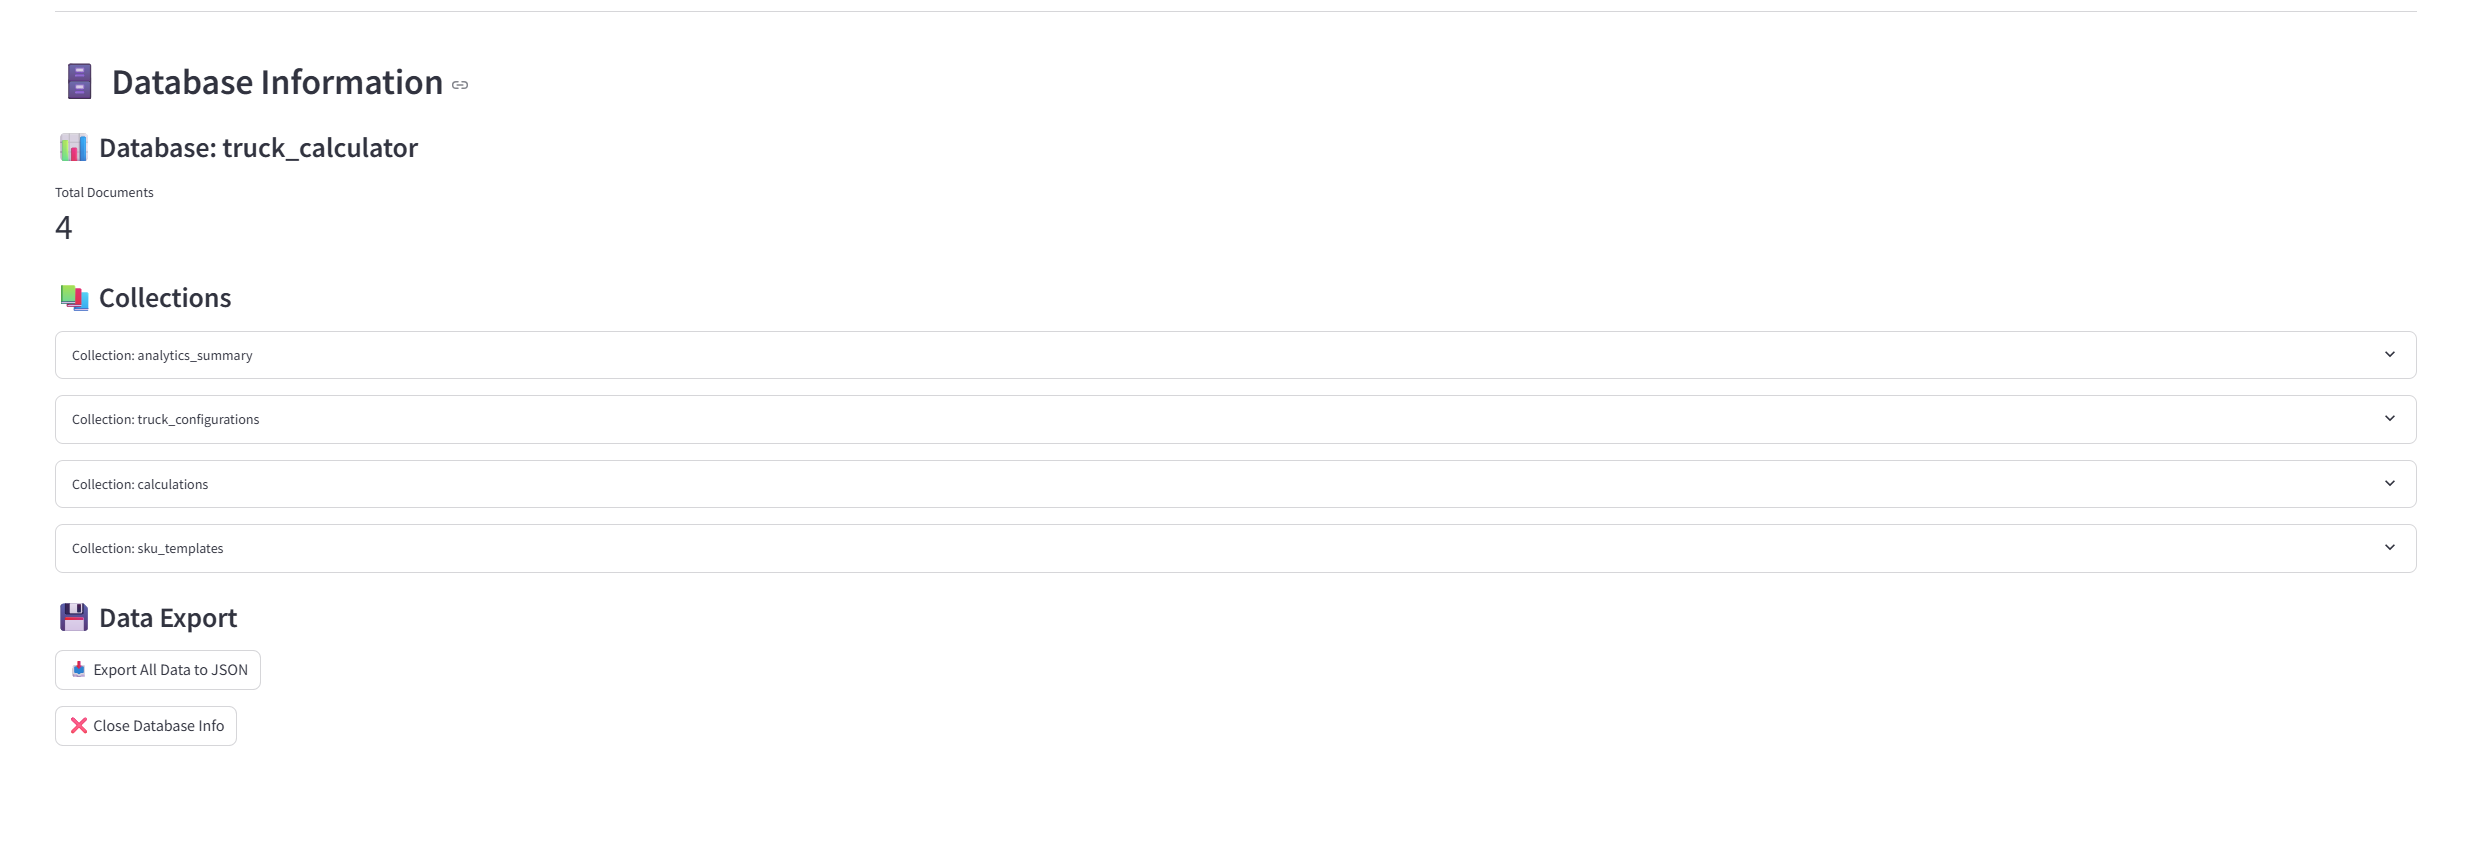 Database Information
Database: truck_calculator
Total Documents
4
Collections
Collection: analytics_summary
Collection: truck_configurations
Collection: calculations
Collection: sku_templates
Data Export
Export All Data to JSON
Close Database Info